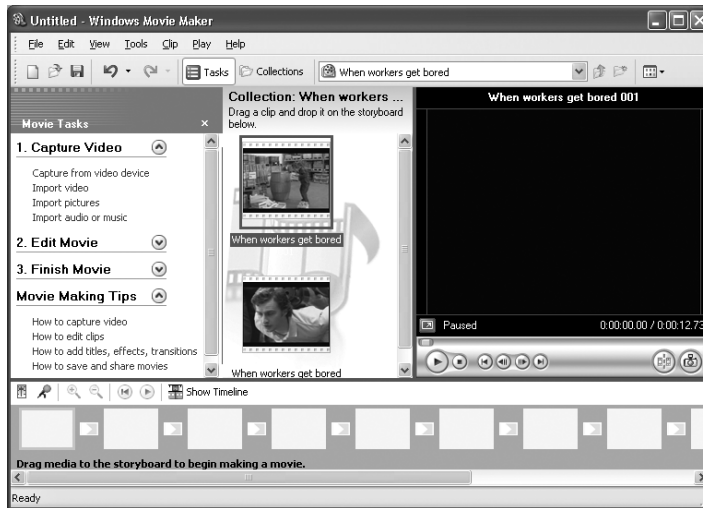 Untitled - Windows Movie Maker
File Edit View Tools Clip Play Help
Tasks Collections When workers get bored
Movie Tasks
1. Capture Video
Capture from video device
Import video
Import pictures
Import audio or music
2. Edit Movie
3. Finish Movie
Movie Making Tips
How to capture video
How to edit clips
How to add titles, effects, transitions
How to save and share movies
Collection: When workers ...
Drag a clip and drop it on the storyboard
below.
When workers get bored
When workers get bored
When workers get bored 001
Paused 0:00:00.00 / 0:00:12.73
Show Timeline
Drag media to the storyboard to begin making a movie.
Ready